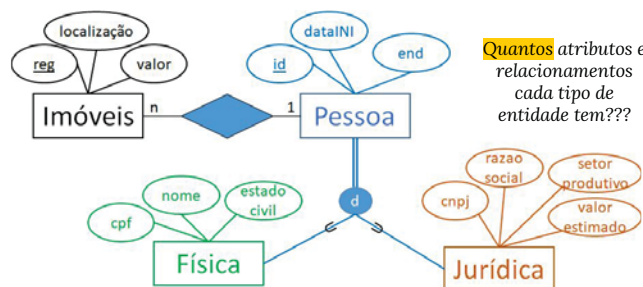 localização
reg
valor
Imóveis
n
1
dataINI
id
end
Pessoa
Quantos atributos e
relacionamentos
cada tipo de
entidade tem???
d
nome
estado
civil
cpf
Física
razao
social
setor
produtivo
cnpj
valor
estimado
Jurídica